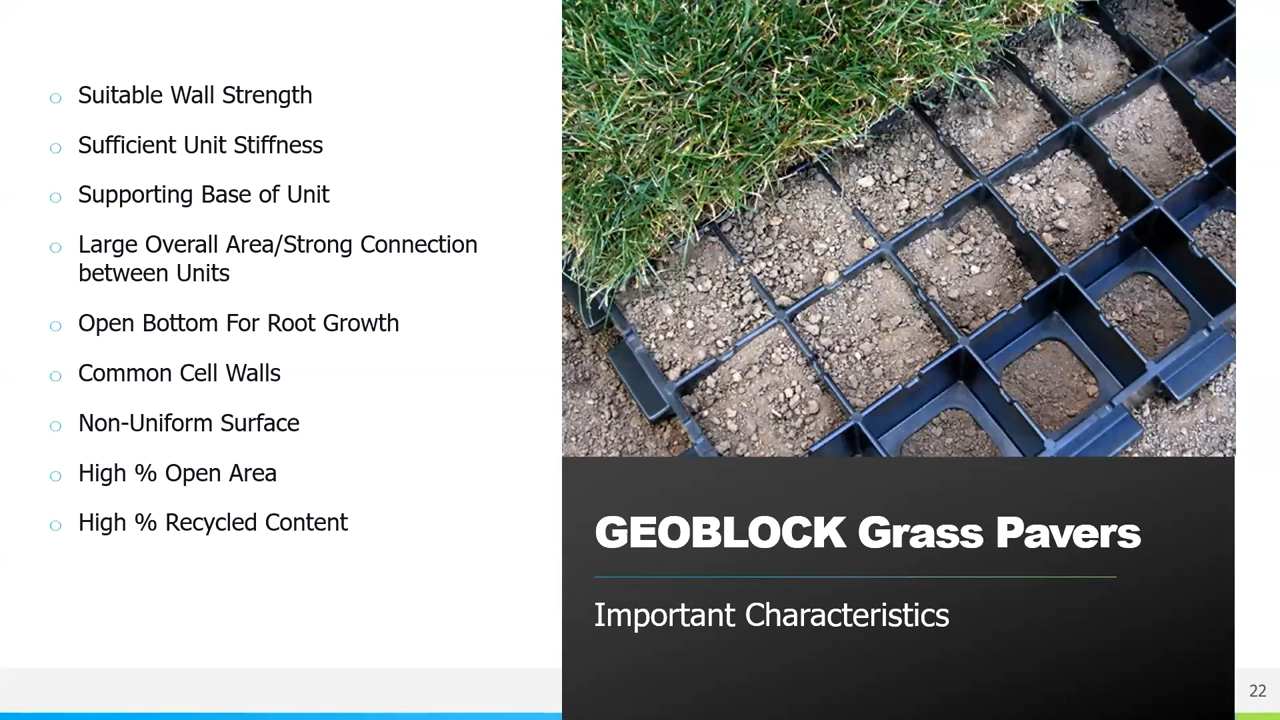 Suitable Wall Strength
Sufficient Unit Stiffness
Supporting Base of Unit
Large Overall Area/Strong Connection
between Units
Open Bottom For Root Growth
Common Cell Walls
Non-Uniform Surface
High % Open Area
High % Recycled Content
GEOBLOCK Grass Pavers
Important Characteristics
22